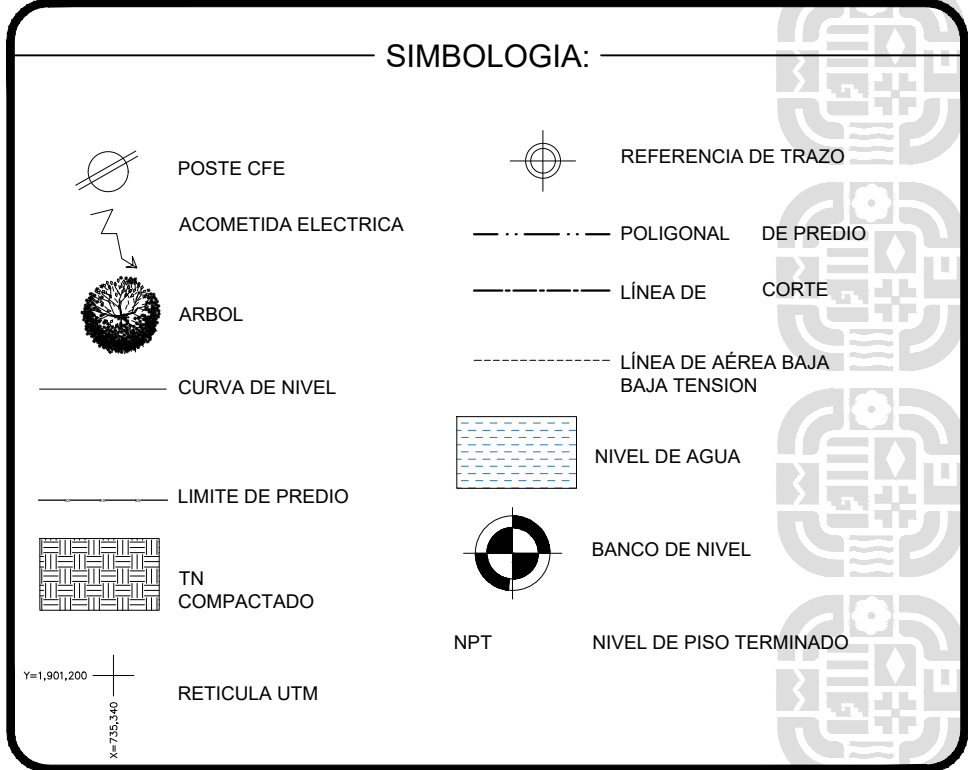 SIMBOLOGIA:
POSTE CFE
ACOMETIDA ELECTRICA
ARBOL
CURVA DE NIVEL
LIMITE DE PREDIO
TN
COMPACTADO
Y=1,901,200
X=735,340
RETICULA UTM
REFERENCIA DE TRAZO
POLIGONAL DE PREDIO
LÍNEA DE CORTE
LÍNEA DE AÉREA BAJA
BAJA TENSION
NIVEL DE AGUA
BANCO DE NIVEL
NPT NIVEL DE PISO TERMINADO